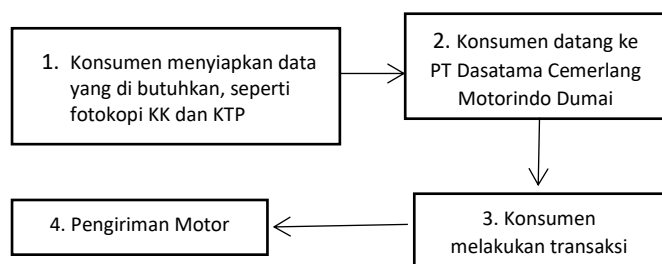 1. Konsumen menyiapkan data
yang di butuhkan, seperti
fotokopi KK dan KTP
2. Konsumen datang ke
PT Dasatama Cemerlang
Motorindo Dumai
3. Konsumen
melakukan transaksi
4. Pengiriman Motor